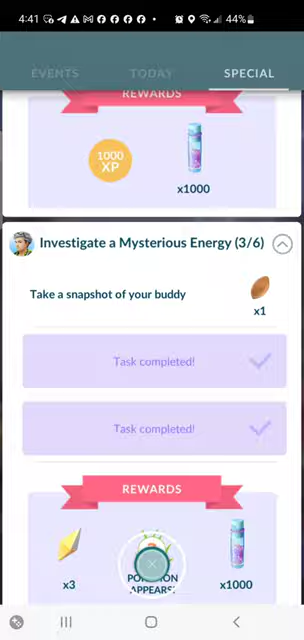 4:41
44%
EVENTS TODAY SPECIAL
REWARDS
1000
XP
x1000
Investigate a Mysterious Energy (3/6)
Take a snapshot of your buddy
x1
Task completed!
Task completed!
REWARDS
x3
APPEARS!
x1000